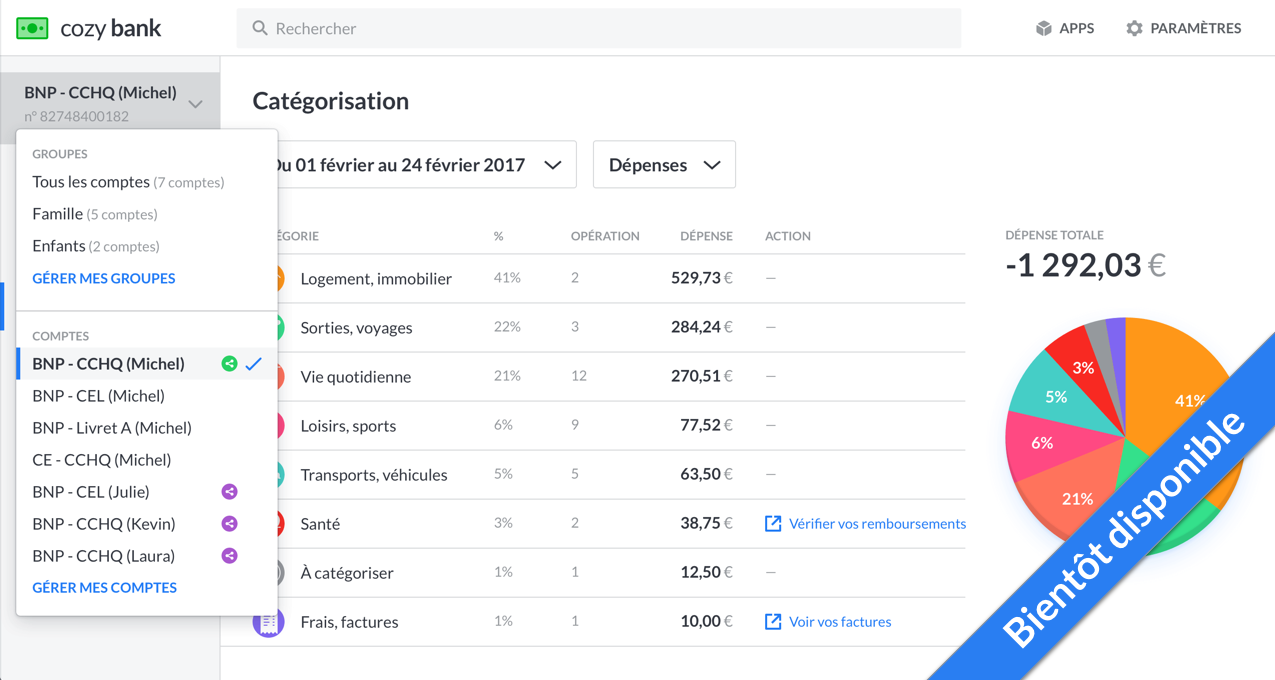 cozy bank
Rechercher
APPS
PARAMÈTRES
BNP - CCHQ (Michel)
n° 82748400182
GROUPES
Tous les comptes (7 comptes)
Famille (5 comptes)
Enfants (2 comptes)
GÉRER MES GROUPES
COMPTES
BNP - CCHQ (Michel)
BNP - CEL (Michel)
BNP - Livret A (Michel)
CE - CCHQ (Michel)
BNP - CEL (Julie)
BNP - CCHQ (Kevin)
BNP - CCHQ (Laura)
GÉRER MES COMPTES
Catégorisation
Du 01 février au 24 février 2017
Dépenses
ÉGORIE % OPÉRATION DÉPENSE ACTION
Logement, immobilier 41% 2 529,73 € —
Sorties, voyages 22% 3 284,24 € —
Vie quotidienne 21% 12 270,51 € —
Loisirs, sports 6% 9 77,52 € —
Transports, véhicules 5% 5 63,50 € —
Santé 3% 2 38,75 € Vérifier vos remboursements
À catégoriser 1% 1 12,50 € —
Frais, factures 1% 1 10,00 € Voir vos factures
DÉPENSE TOTALE
-1 292,03 €
3%
5%
41%
6%
21%
Bientôt disponible